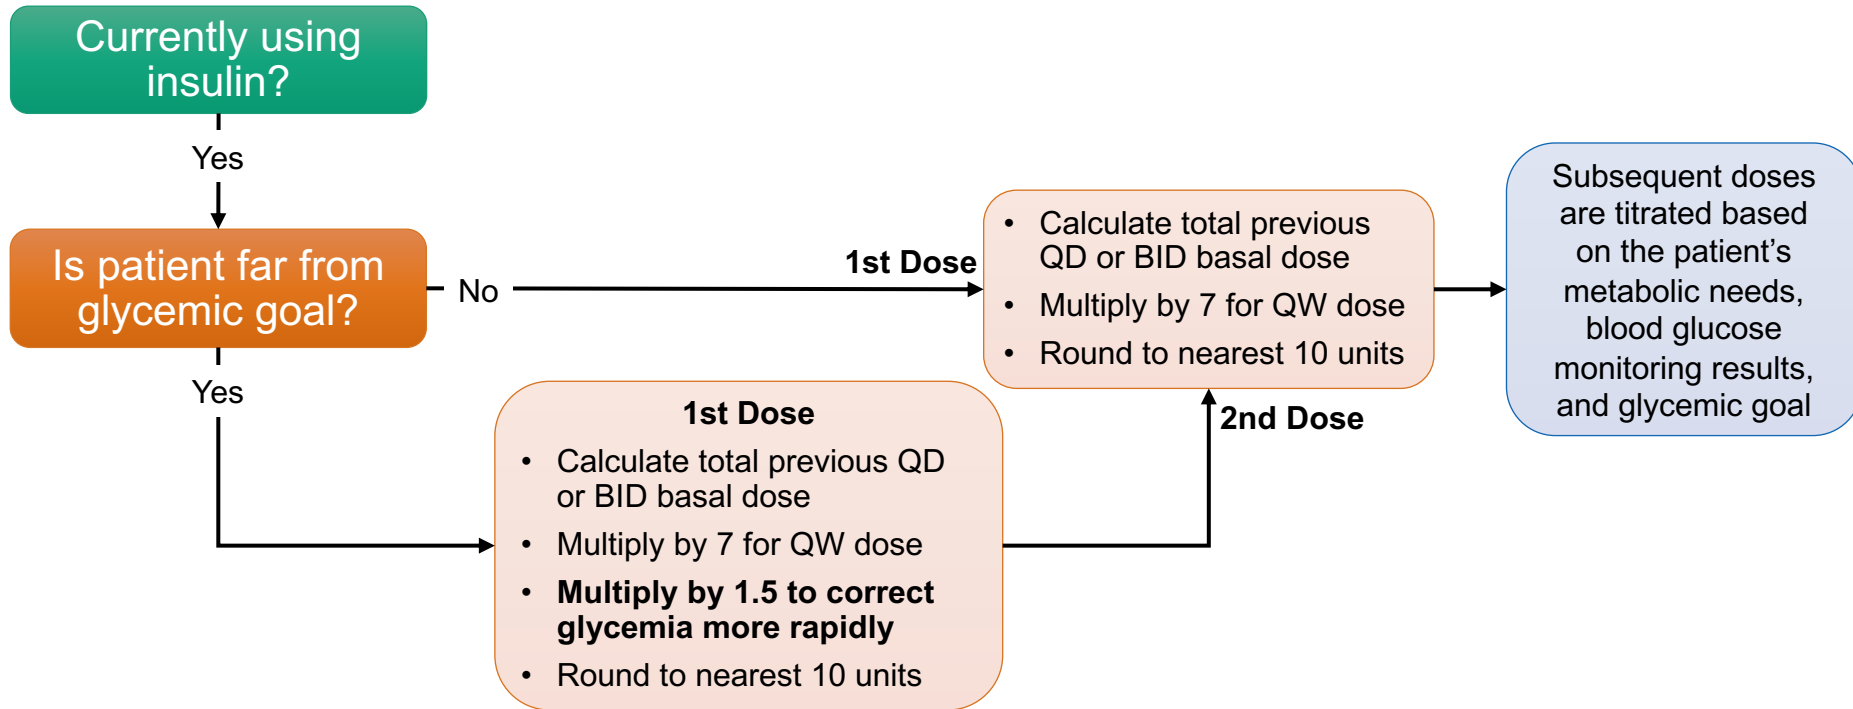 Currently using
insulin?
Yes
Is patient far from
glycemic goal?
No
1st Dose
• Calculate total previous
QD or BID basal dose
• Multiply by 7 for QW dose
• Round to nearest 10 units
Subsequent doses
are titrated based
on the patient’s
metabolic needs,
blood glucose
monitoring results,
and glycemic goal
Yes
1st Dose
• Calculate total previous QD
or BID basal dose
• Multiply by 7 for QW dose
• Multiply by 1.5 to correct
glycemia more rapidly
• Round to nearest 10 units
2nd Dose